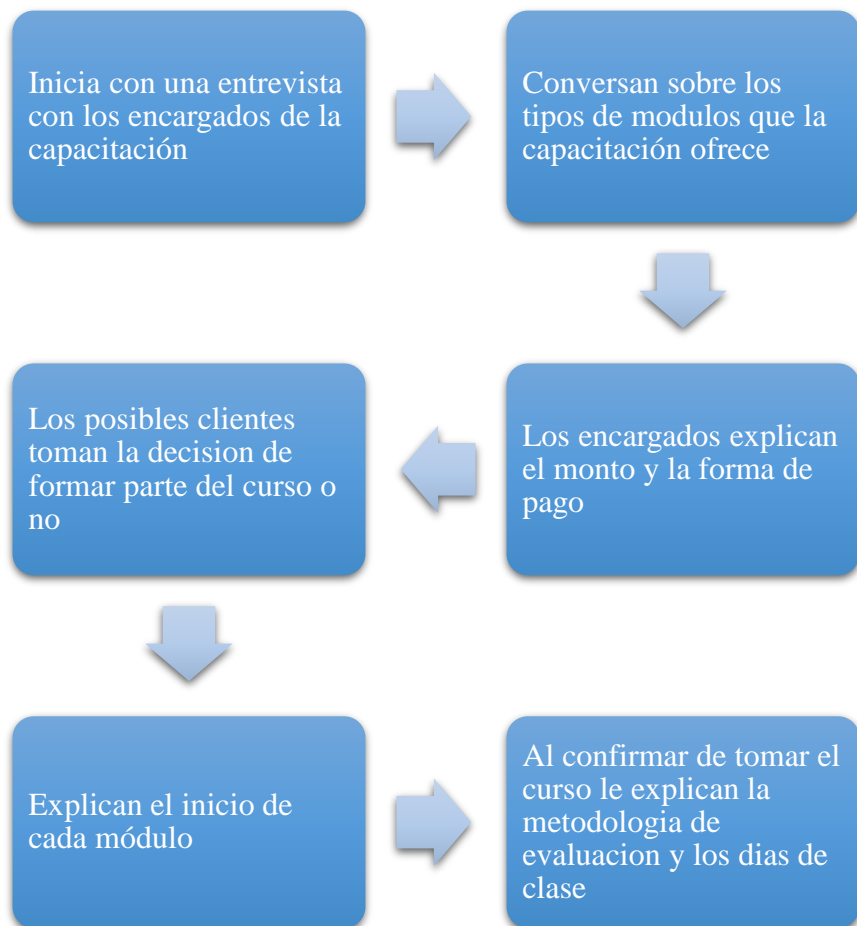 Inicia con una entrevista
con los encargados de la
capacitación
Conversan sobre los
tipos de modulos que la
capacitación ofrece
Los encargados explican
el monto y la forma de
pago
Los posibles clientes
toman la decision de
formar parte del curso o
no
Explican el inicio de
cada módulo
Al confirmar de tomar el
curso le explican la
metodologia de
evaluacion y los dias de
clase